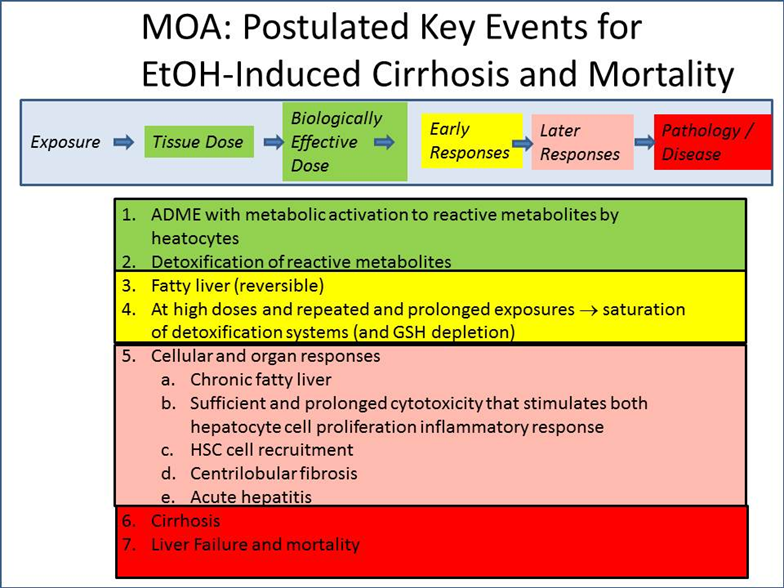 MOA: Postulated Key Events for
EtOH-Induced Cirrhosis and Mortality
Exposure
Tissue Dose
Biologically
Effective
Dose
Early
Responses
Later
Responses
Pathology /
Disease
1. ADME with metabolic activation to reactive metabolites by
heatocytes
2. Detoxification of reactive metabolites
3. Fatty liver (reversible)
4. At high doses and repeated and prolonged exposures → saturation
of detoxification systems (and GSH depletion)
5. Cellular and organ responses
a. Chronic fatty liver
b. Sufficient and prolonged cytotoxicity that stimulates both
hepatocyte cell proliferation inflammatory response
c. HSC cell recruitment
d. Centrilobular fibrosis
e. Acute hepatitis
6. Cirrhosis
7. Liver Failure and mortality